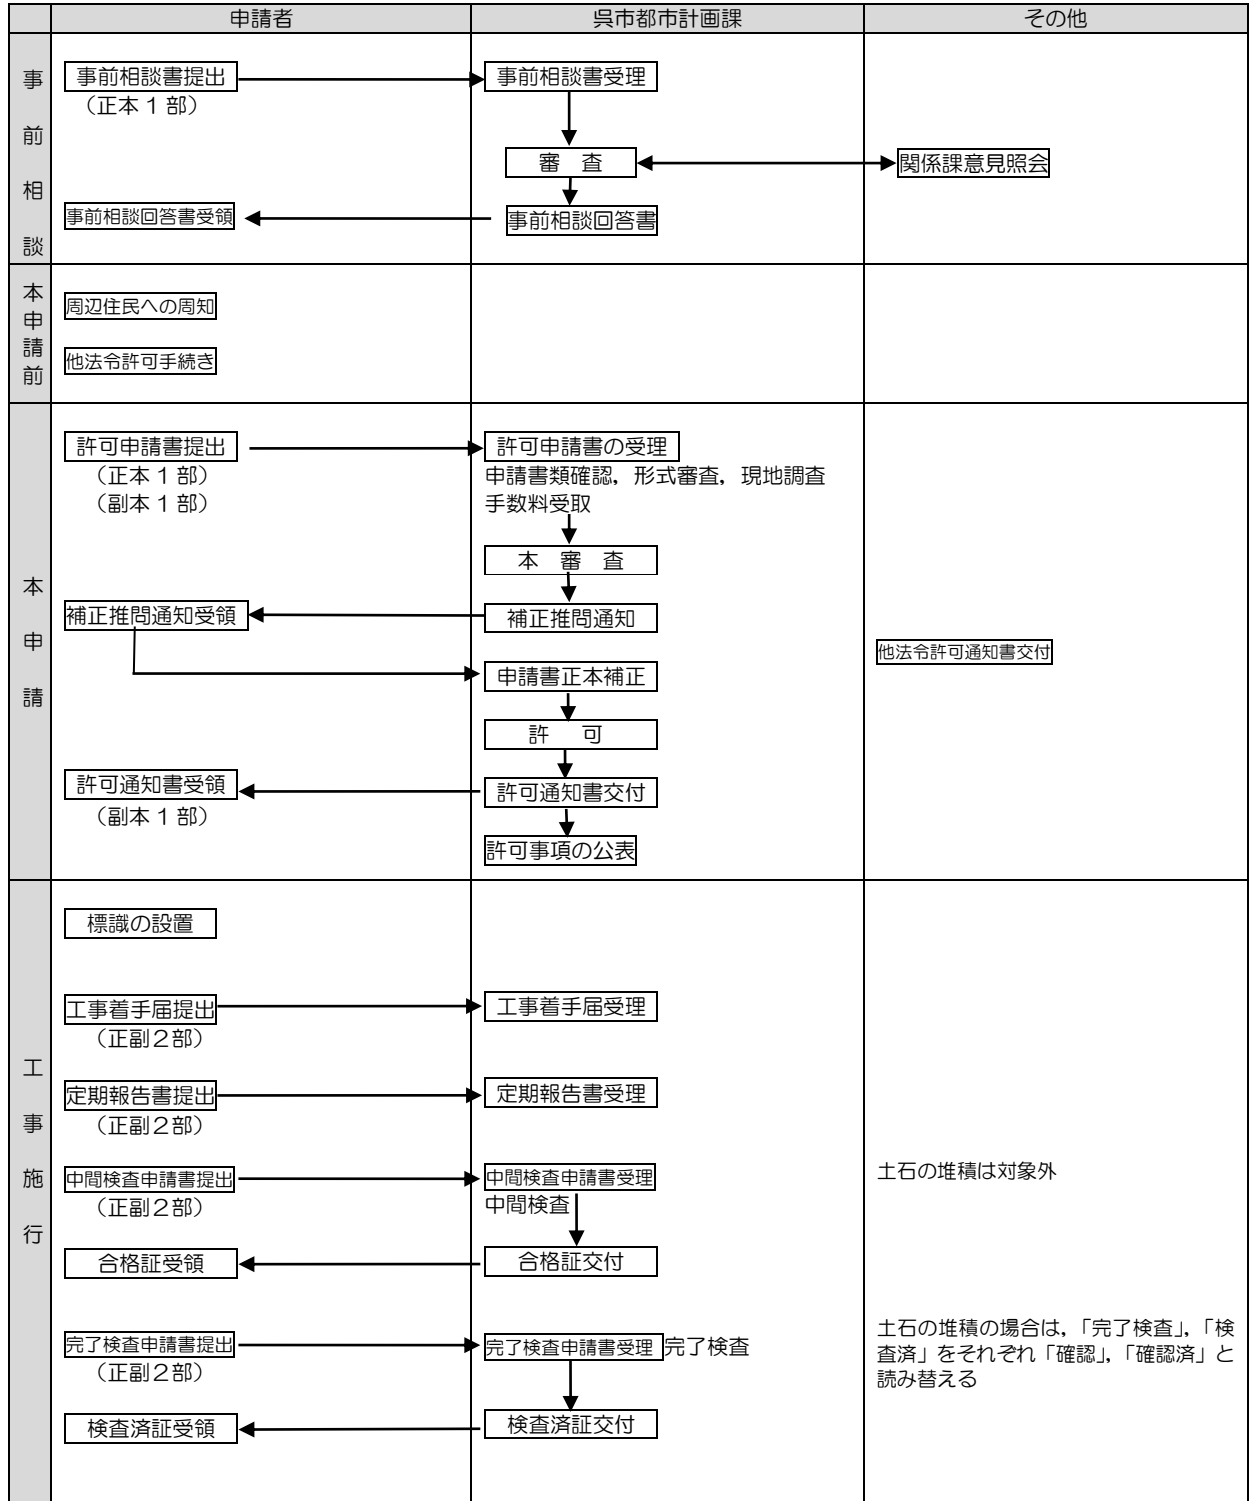 申請者
呉市都市計画課
その他
事前相談
事前相談書提出
（正本1部）
事前相談書受理
審　査
関係課意見照会
事前相談回答書受領
事前相談回答書
本申請前
周辺住民への周知
他法令許可手続き
本申請
許可申請書提出
（正本1部）
（副本1部）
許可申請書の受理
申請書類確認，形式審査，現地調査
手数料受取
本　審　査
補正推問通知受領
補正推問通知
他法令許可通知書交付
申請書正本補正
許　可
許可通知書受領
（副本1部）
許可通知書交付
許可事項の公表
工事施行
標識の設置
工事着手届提出
（正副２部）
工事着手届受理
定期報告書提出
（正副２部）
定期報告書受理
中間検査申請書提出
（正副２部）
中間検査申請書受理
中間検査
土石の堆積は対象外
合格証受領
合格証交付
完了検査申請書提出
（正副２部）
完了検査申請書受理
完了検査
土石の堆積の場合は，「完了検査」，「検
査済」をそれぞれ「確認」，「確認済」と
読み替える
検査済証受領
検査済証交付